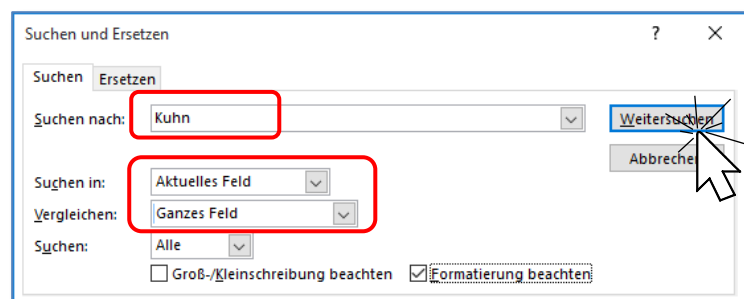 Suchen und Ersetzen ?
Suchen Ersetzen
Suchen nach: Kuhn Weitersuchen
Abbrechen
Suchen in: Aktuelles Feld
Vergleichen: Ganzes Feld
Suchen: Alle
Groß-/Kleinschreibung beachten Formatierung beachten